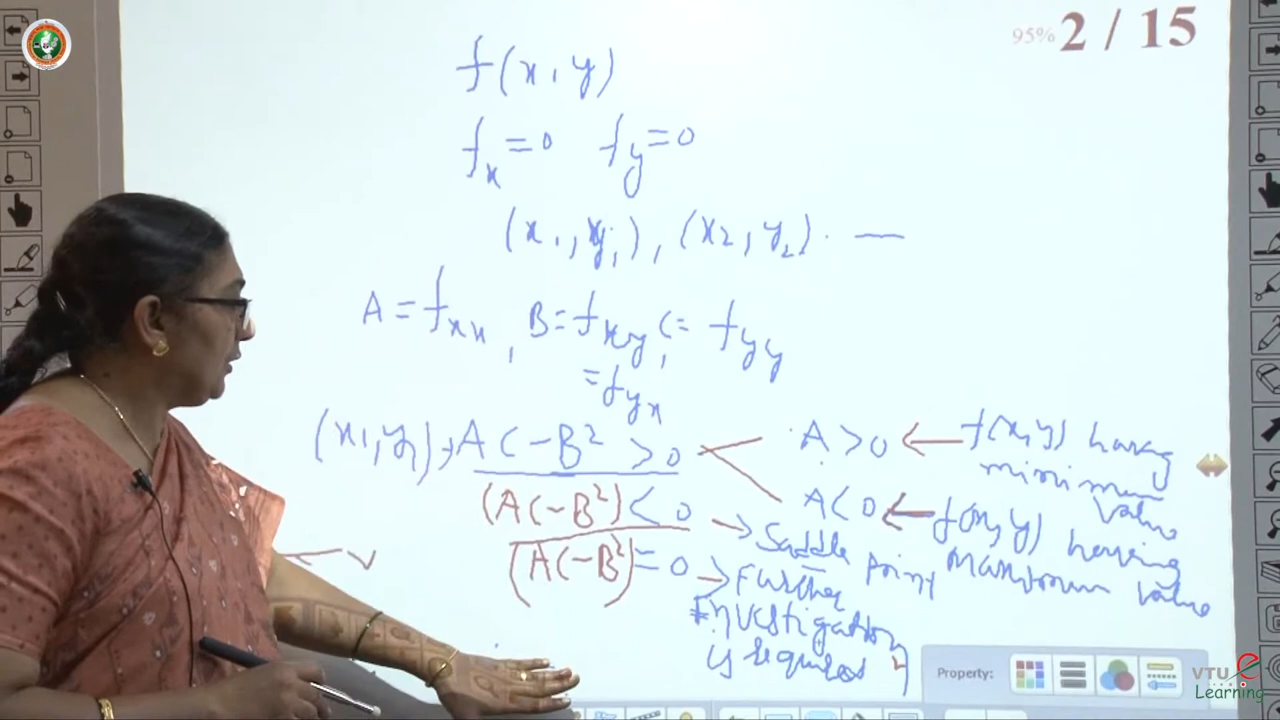 95% 2 / 15
f(x, y)
fx = 0 fy = 0
(x1, y1), (x2, y2). —
A = fxx, B = fxy, C = fyy
= fyx
(x1, y1), AC - B² > 0
A > 0 ← f(x, y) having
minimum
value
A < 0 ← f(x, y) having
maximum value
(AC - B²) < 0 → Saddle point
(AC - B²) = 0 → Further
investigation
is required
Property:
VTU e
Learning